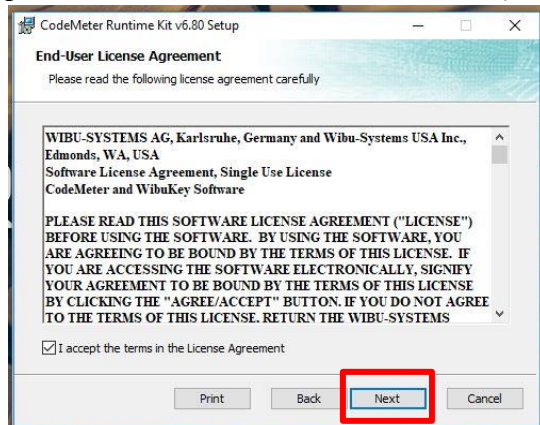 CodeMeter Runtime Kit v6.80 Setup
End-User License Agreement
Please read the following license agreement carefully
WIBU-SYSTEMS AG, Karlsruhe, Germany and Wibu-Systems USA Inc.,
Edmonds, WA, USA
Software License Agreement, Single Use License
CodeMeter and WibuKey Software
PLEASE READ THIS SOFTWARE LICENSE AGREEMENT ("LICENSE")
BEFORE USING THE SOFTWARE. BY USING THE SOFTWARE, YOU
ARE AGREEING TO BE BOUND BY THE TERMS OF THIS LICENSE. IF
YOU ARE ACCESSING THE SOFTWARE ELECTRONICALLY, SIGNIFY
YOUR AGREEMENT TO BE BOUND BY THE TERMS OF THIS LICENSE
BY CLICKING THE "AGREE/ACCEPT" BUTTON. IF YOU DO NOT AGREE
TO THE TERMS OF THIS LICENSE, RETURN THE WIBU-SYSTEMS
I accept the terms in the License Agreement
Print Back Next Cancel